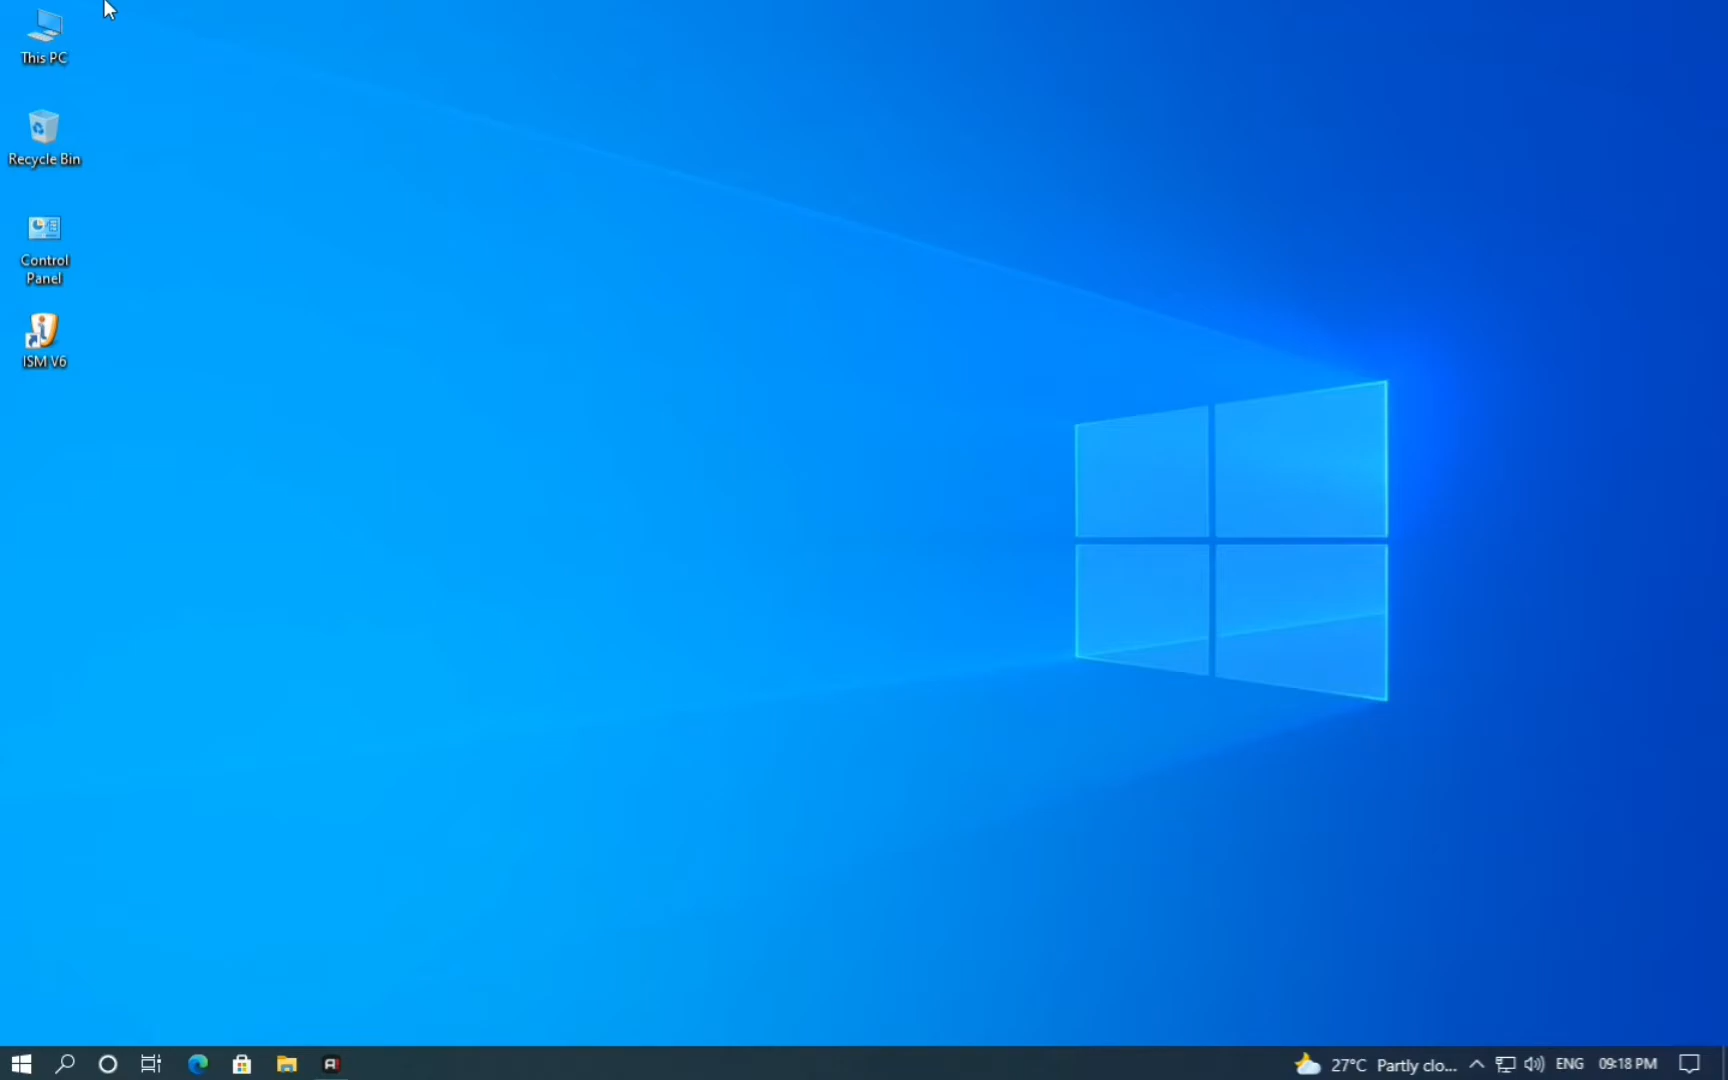 This PC
Recycle Bin
Control
Panel
ISM V6
27°C Partly clo... ENG 09:18 PM